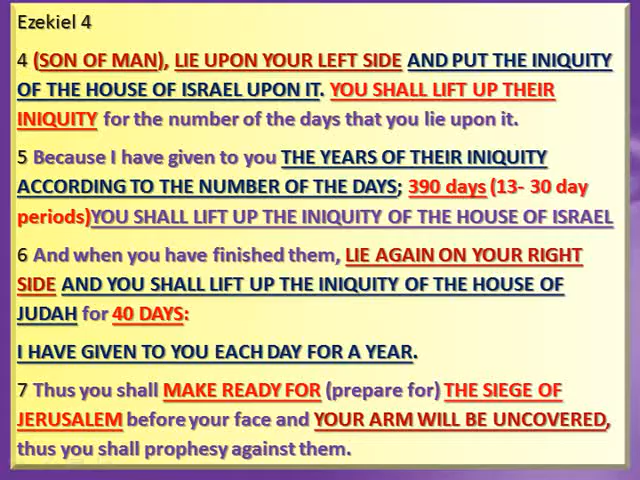 Ezekiel 4
4 (SON OF MAN), LIE UPON YOUR LEFT SIDE AND PUT THE INIQUITY
OF THE HOUSE OF ISRAEL UPON IT. YOU SHALL LIFT UP THEIR
INIQUITY for the number of the days that you lie upon it.
5 Because I have given to you THE YEARS OF THEIR INIQUITY
ACCORDING TO THE NUMBER OF THE DAYS; 390 days (13- 30 day
periods)YOU SHALL LIFT UP THE INIQUITY OF THE HOUSE OF ISRAEL
6 And when you have finished them, LIE AGAIN ON YOUR RIGHT
SIDE AND YOU SHALL LIFT UP THE INIQUITY OF THE HOUSE OF
JUDAH for 40 DAYS:
I HAVE GIVEN TO YOU EACH DAY FOR A YEAR.
7 Thus you shall MAKE READY FOR (prepare for) THE SIEGE OF
JERUSALEM before your face and YOUR ARM WILL BE UNCOVERED,
thus you shall prophesy against them.